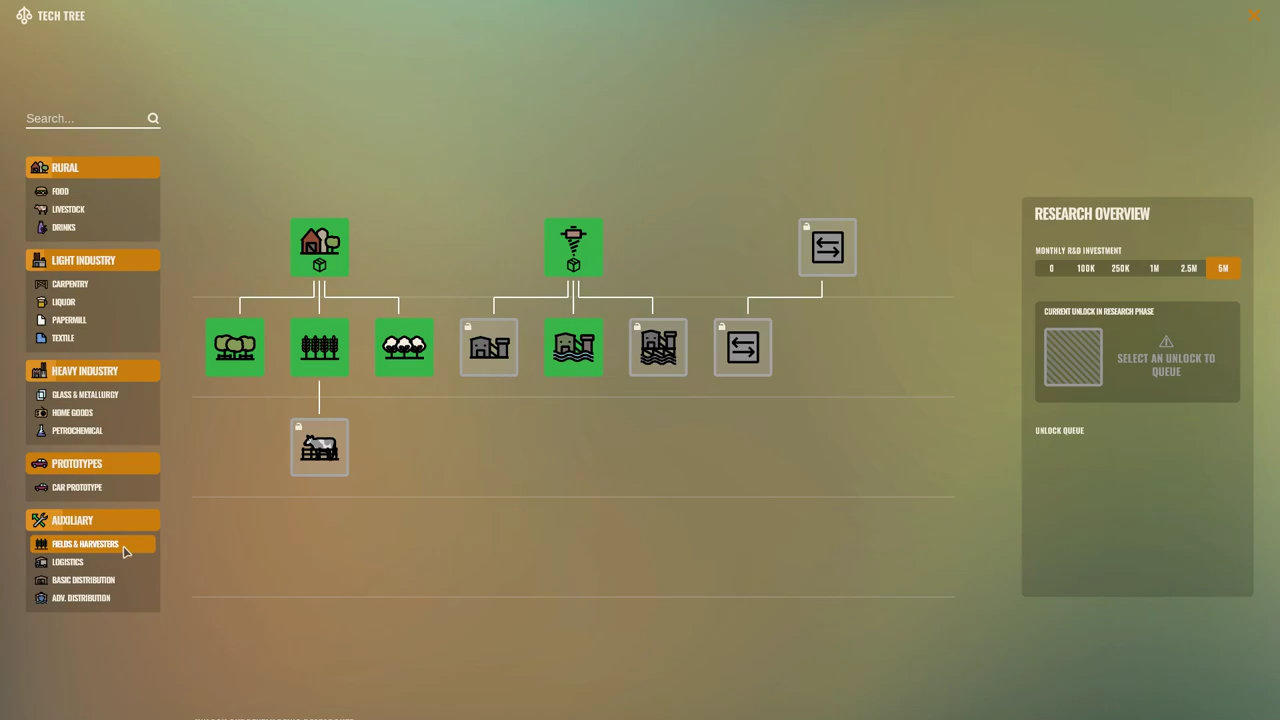 TECH TREE
Search...
RURAL
FOOD
LIVESTOCK
DRINKS
LIGHT INDUSTRY
CARPENTRY
LIQUOR
PAPERMILL
TEXTILE
HEAVY INDUSTRY
GLASS & METALLURGY
HOME GOODS
PETROCHEMICAL
PROTOTYPES
CAR PROTOTYPE
AUXILIARY
FIELDS & HARVESTERS
LOGISTICS
BASIC DISTRIBUTION
ADV. DISTRIBUTION
RESEARCH OVERVIEW
MONTHLY R&D INVESTMENT
0 100K 250K 1M 2.5M 5M
CURRENT UNLOCK IN RESEARCH PHASE
SELECT AN UNLOCK TO
QUEUE
UNLOCK QUEUE